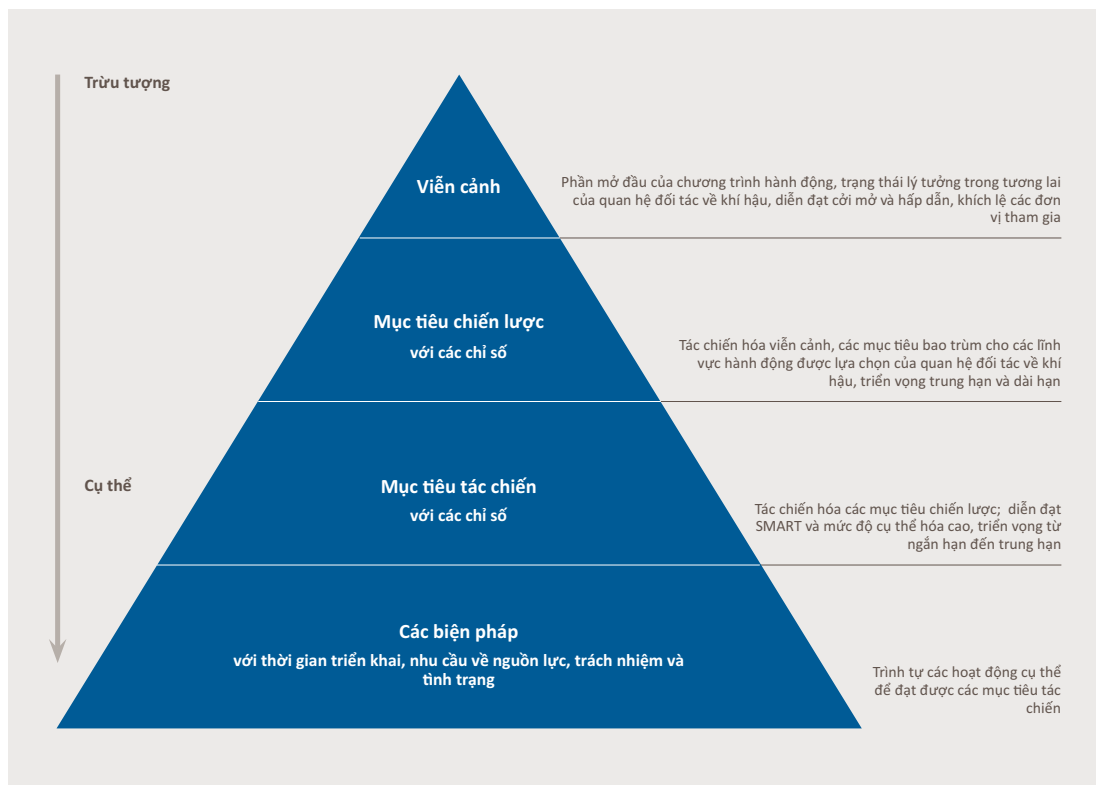 Trừu tượng
Viễn cảnh
Phần mở đầu của chương trình hành động, trạng thái lý tưởng trong tương lai
của quan hệ đối tác về khí hậu, diễn đạt cởi mở và hấp dẫn, khích lệ các đơn
vị tham gia
Mục tiêu chiến lược
với các chỉ số
Tác chiến hóa viễn cảnh, các mục tiêu bao trùm cho các lĩnh
vực hành động được lựa chọn của quan hệ đối tác về khí
hậu, triển vọng trung hạn và dài hạn
Cụ thể
Mục tiêu tác chiến
với các chỉ số
Tác chiến hóa các mục tiêu chiến lược; diễn đạt
SMART và mức độ cụ thể hóa cao, triển vọng từ
ngắn hạn đến trung hạn
Các biện pháp
với thời gian triển khai, nhu cầu về nguồn lực, trách nhiệm và
tình trạng
Trình tự các hoạt động cụ thể
để đạt được các mục tiêu tác
chiến